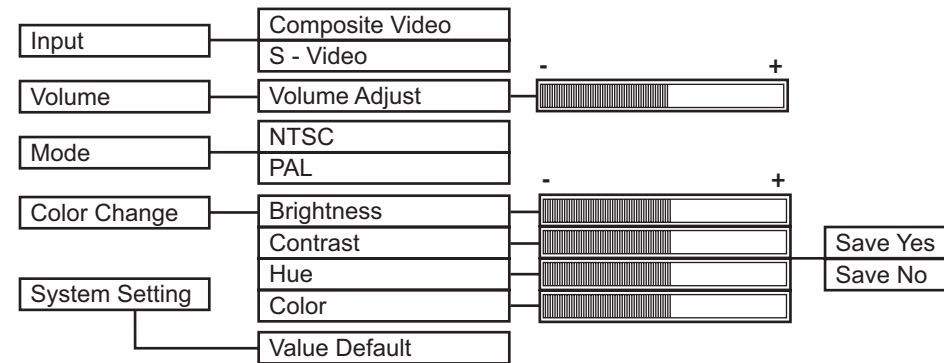 Input
Composite Video
S - Video
- +
Volume
Volume Adjust
Mode
NTSC
PAL
- +
Color Change
Brightness
Contrast
Hue
Color
Save Yes
Save No
System Setting
Value Default